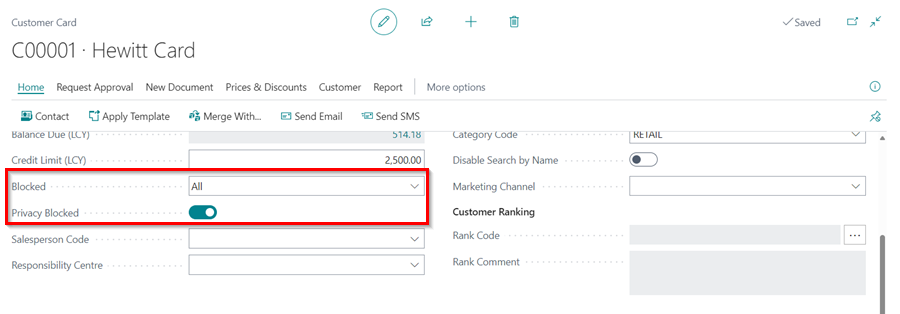 Customer Card
Saved
C00001 · Hewitt Card
Home Request Approval New Document Prices & Discounts Customer Report More options
Contact Apply Template Merge With... Send Email Send SMS
Balance Due (LCY) 514.18
Credit Limit (LCY) 2,500.00
Blocked All
Privacy Blocked
Salesperson Code
Responsibility Centre
Category Code RETAIL
Disable Search by Name
Marketing Channel
Customer Ranking
Rank Code ...
Rank Comment